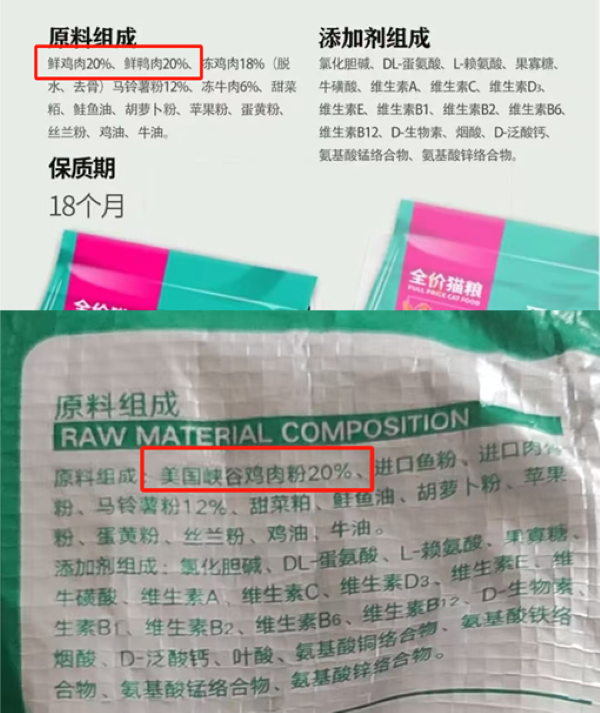 原料组成
鲜鸡肉20%、鲜鸭肉20%、冻鸡肉18%（脱
水、去骨）马铃薯粉12%、冻牛肉6%、甜菜
粕、鲑鱼油、胡萝卜粉、苹果粉、蛋黄粉、
丝兰粉、鸡油、牛油。
保质期
18个月
添加剂组成
氯化胆碱、DL-蛋氨酸、L-赖氨酸、果寡糖、
牛磺酸、维生素A、维生素C、维生素D₃、
维生素E、维生素B1、维生素B2、维生素B6、
维生素B12、D-生物素、烟酸、D-泛酸钙、
氨基酸锰络合物、氨基酸锌络合物。
全价猫粮
全价猫粮
FULL PRICE CAT FOOD
原料组成
RAW MATERIAL COMPOSITION
原料组成：美国峡谷鸡肉粉20%、进口鱼粉、进口肉骨
粉、马铃薯粉12%、甜菜粕、鲑鱼油、胡萝卜粉、苹果
粉、蛋黄粉、丝兰粉、鸡油、牛油。
添加剂组成：氯化胆碱、DL-蛋氨酸、L-赖氨酸、果寡糖、
牛磺酸、维生素A、维生素C、维生素D₃、维生素E、维
生素B₁、维生素B₂、维生素B₆、维生素B₁₂、D-生物素、
烟酸、D-泛酸钙、叶酸、氨基酸铜络合物、氨基酸铁络
合物、氨基酸锰络合物、氨基酸锌络合物。